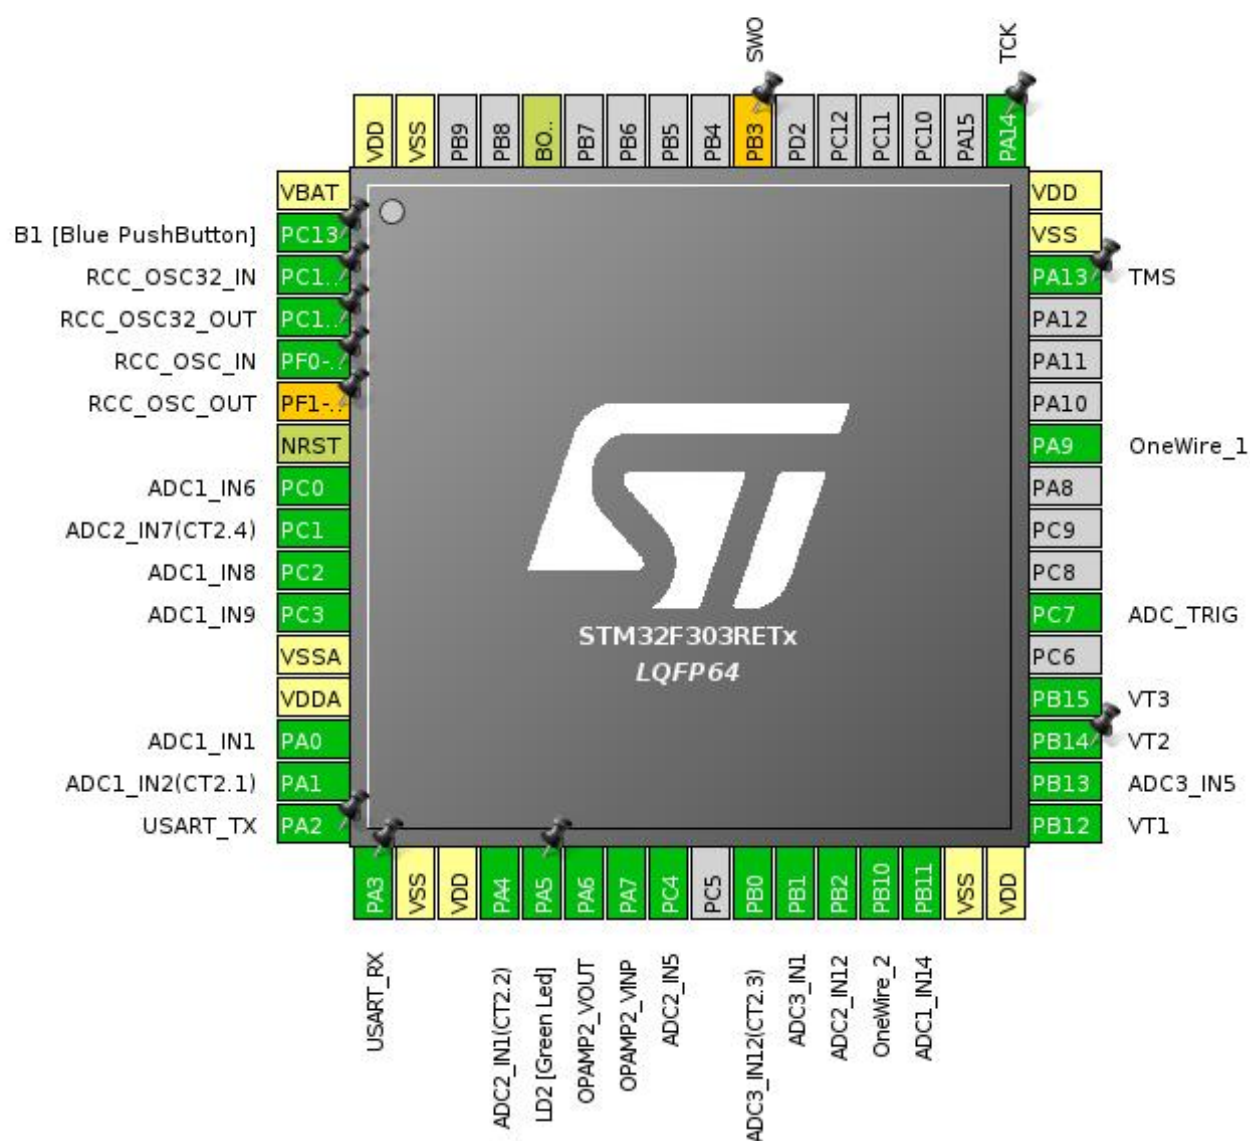 SWO
TCK
VDD
VSS
PB9
PB8
BO..
PB7
PB6
PB5
PB4
PB3
PD2
PC12
PC11
PC10
PA15
PA14
VBAT
B1 [Blue PushButton] PC13
RCC_OSC32_IN PC1..
RCC_OSC32_OUT PC1..
RCC_OSC_IN PF0-..
RCC_OSC_OUT PF1-..
NRST
ADC1_IN6 PC0
ADC2_IN7(CT2.4) PC1
ADC1_IN8 PC2
ADC1_IN9 PC3
VSSA
VDDA
ADC1_IN1 PA0
ADC1_IN2(CT2.1) PA1
USART_TX PA2
ST
STM32F303RETx
LQFP64
VDD
VSS
PA13 TMS
PA12
PA11
PA10
PA9 OneWire_1
PA8
PC9
PC8
PC7 ADC_TRIG
PC6
PB15 VT3
PB14 VT2
PB13 ADC3_IN5
PB12 VT1
PA3
VSS
VDD
PA4
PA5
PA6
PA7
PC4
PC5
PB0
PB1
PB2
PB10
PB11
VSS
VDD
USART_RX
ADC2_IN1(CT2.2)
LD2 [Green Led]
OPAMP2_VOUT
OPAMP2_VINP
ADC2_IN5
ADC3_IN12(CT2.3)
ADC3_IN1
ADC2_IN12
OneWire_2
ADC1_IN14